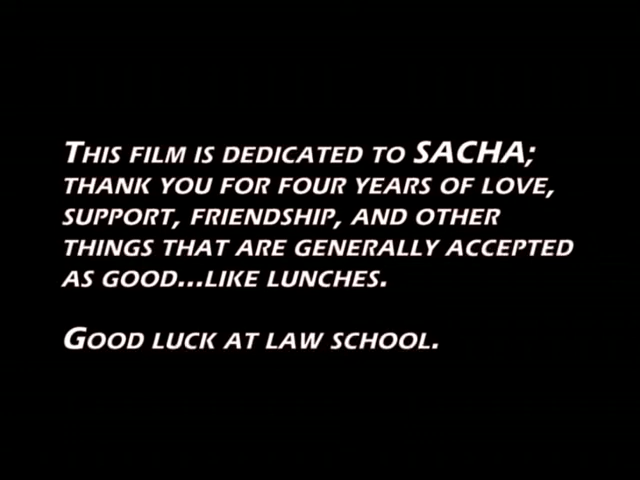 THIS FILM IS DEDICATED TO SACHA;
THANK YOU FOR FOUR YEARS OF LOVE,
SUPPORT, FRIENDSHIP, AND OTHER
THINGS THAT ARE GENERALLY ACCEPTED
AS GOOD...LIKE LUNCHES.
GOOD LUCK AT LAW SCHOOL.